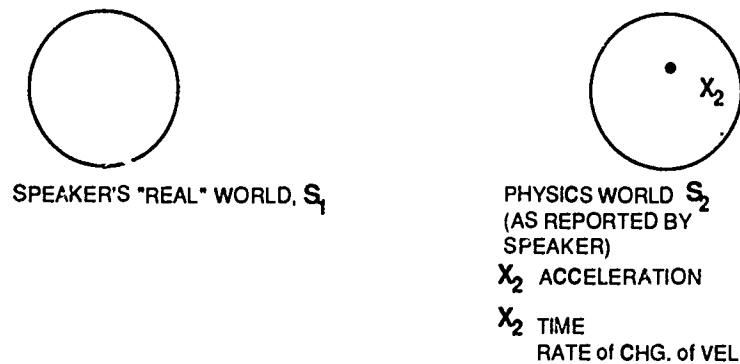 X₂
SPEAKER'S "REAL" WORLD, S₁
PHYSICS WORLD S₂
(AS REPORTED BY
SPEAKER)
X₂ ACCELERATION
X₂ TIME
RATE of CHG. of VEL